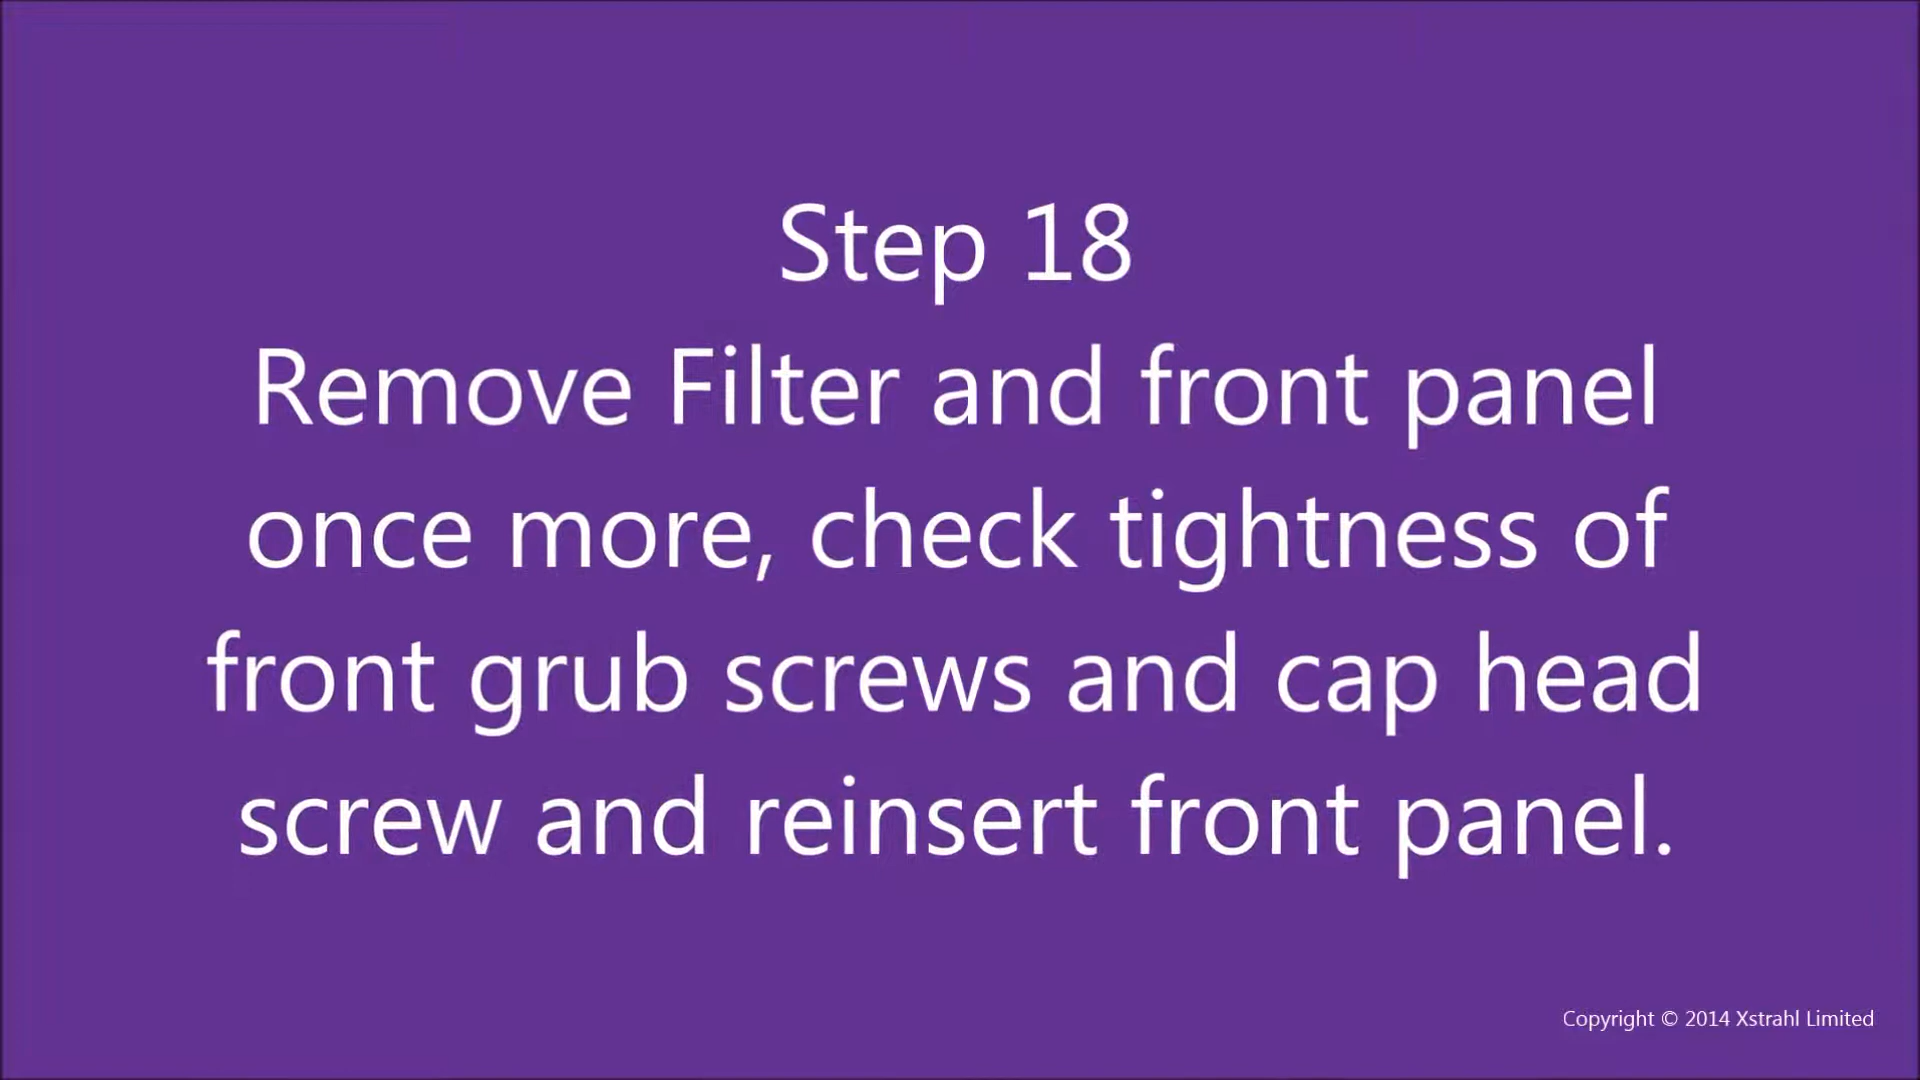 Step 18
Remove Filter and front panel
once more, check tightness of
front grub screws and cap head
screw and reinsert front panel.
Copyright © 2014 Xstrahl Limited